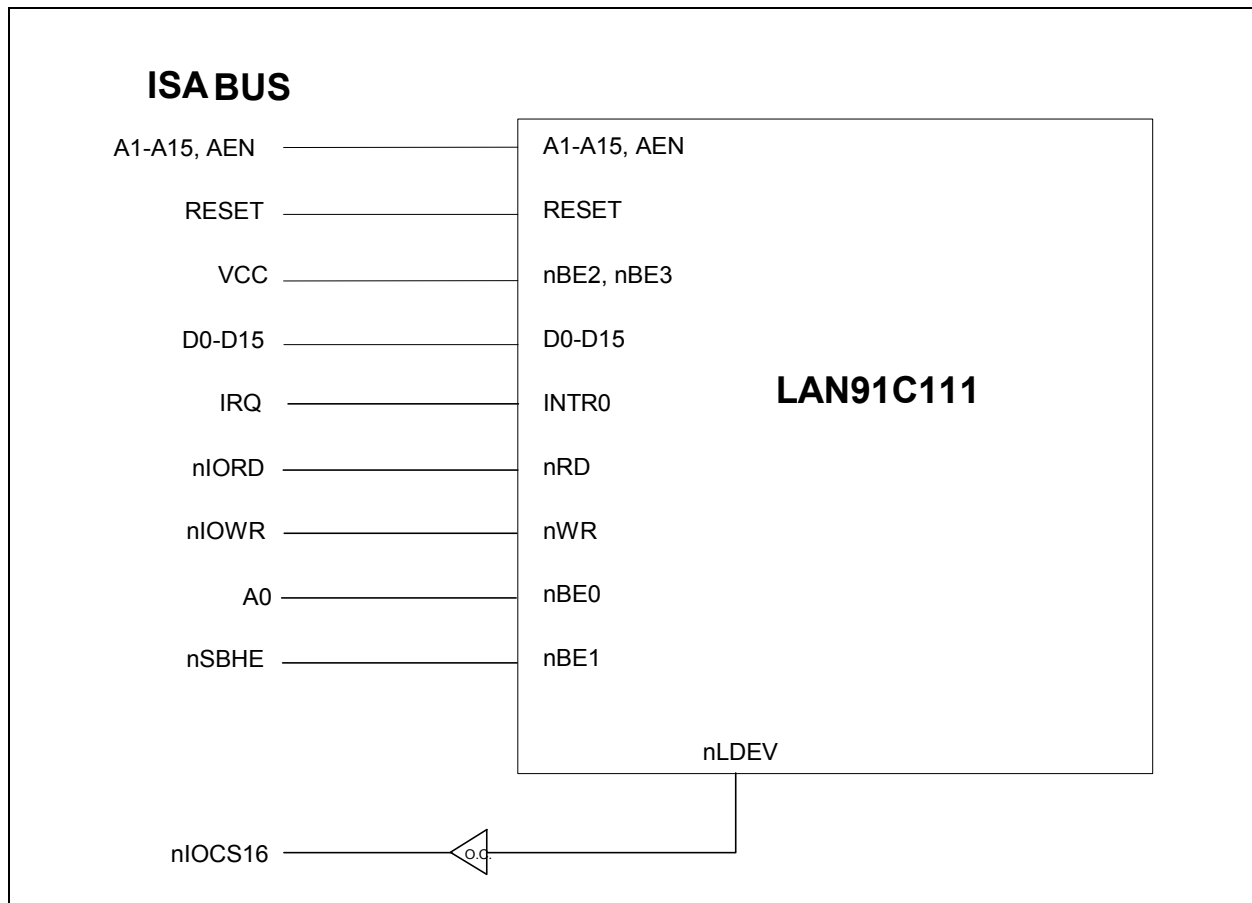 ISA BUS
A1-A15, AEN A1-A15, AEN
RESET RESET
VCC nBE2, nBE3
D0-D15 D0-D15
IRQ INTR0
LAN91C111
nIORD nRD
nIOWR nWR
A0 nBE0
nSBHE nBE1
nLDEV
nIOCS16 O.C.